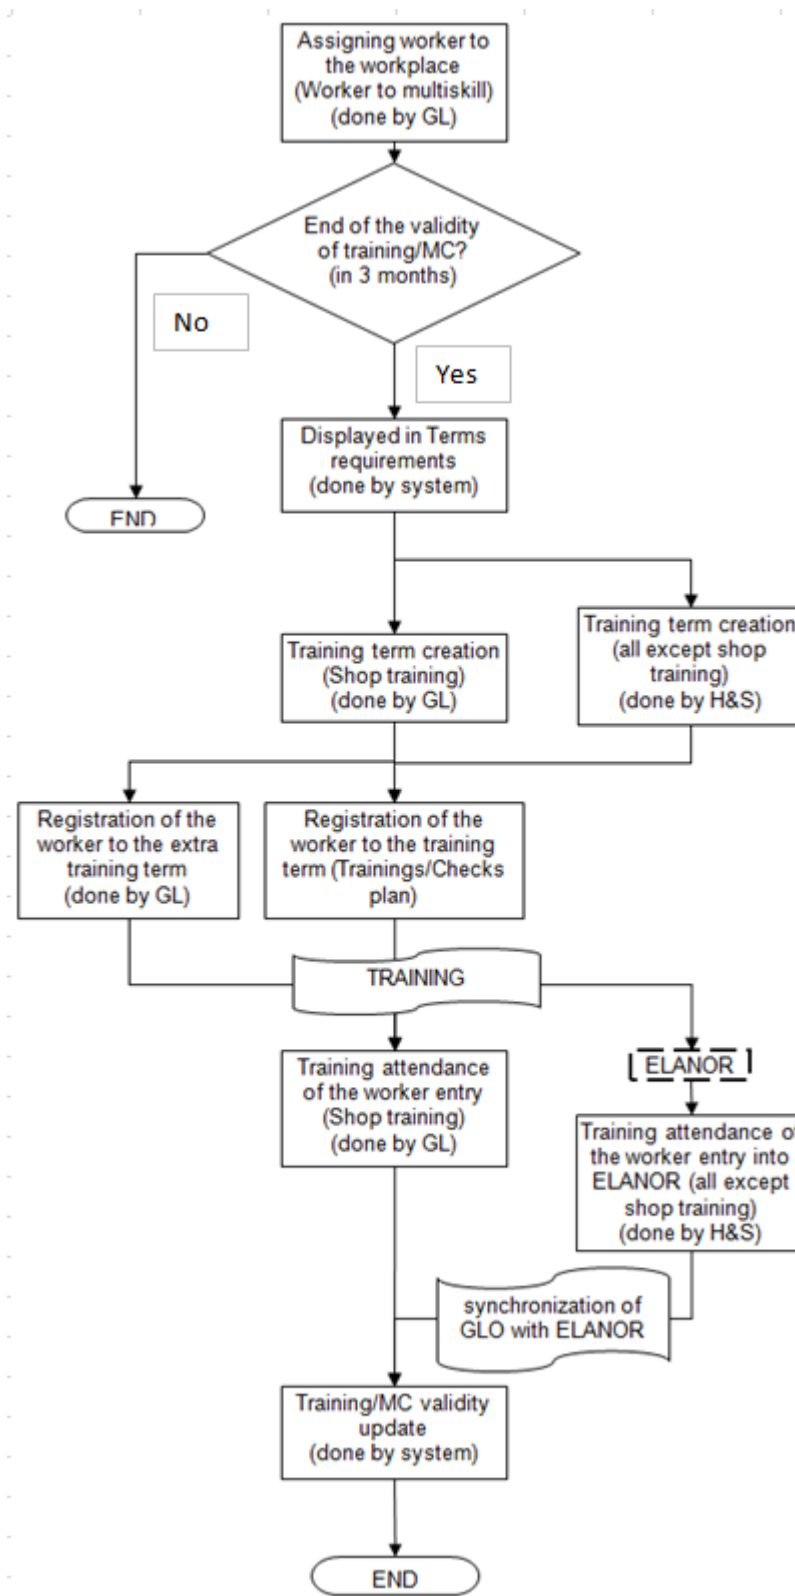 Assigning worker to
the workplace
(Worker to multiskill)
(done by GL)
End of the validity
of training/MC?
(in 3 months)
No
Yes
Displayed in Terms
requirements
(done by system)
END
Training term creation
(Shop training)
(done by GL)
Training term creation
(all except shop
training)
(done by H&S)
Registration of the
worker to the extra
training term
(done by GL)
Registration of the
worker to the training
term (Trainings/Checks
plan)
TRAINING
Training attendance
of the worker entry
(Shop training)
(done by GL)
ELANOR
Training attendance of
the worker entry into
ELANOR (all except
shop training)
(done by H&S)
synchronization of
GLO with ELANOR
Training/MC validity
update
(done by system)
END